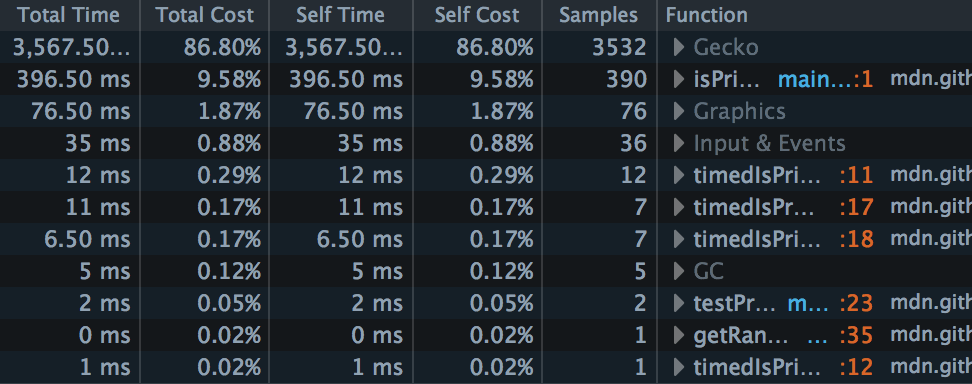 Total Time Total Cost Self Time Self Cost Samples Function
3,567.50... 86.80% 3,567.50... 86.80% 3532 Gecko
396.50 ms 9.58% 396.50 ms 9.58% 390 isPri... main...:1 mdn.gith
76.50 ms 1.87% 76.50 ms 1.87% 76 Graphics
35 ms 0.88% 35 ms 0.88% 36 Input & Events
12 ms 0.29% 12 ms 0.29% 12 timedIsPri... :11 mdn.gith
11 ms 0.17% 11 ms 0.17% 7 timedIsPr... :17 mdn.gith
6.50 ms 0.17% 6.50 ms 0.17% 7 timedIsPri... :18 mdn.gith
5 ms 0.12% 5 ms 0.12% 5 GC
2 ms 0.05% 2 ms 0.05% 2 testPr... m... :23 mdn.gith
0 ms 0.02% 0 ms 0.02% 1 getRan... ... :35 mdn.gith
1 ms 0.02% 1 ms 0.02% 1 timedIsPri... :12 mdn.gith